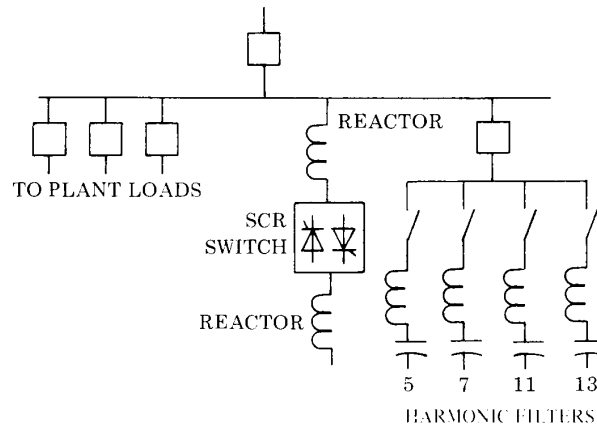 REACTOR
TO PLANT LOADS
SCR
SWITCH
REACTOR
5 7 11 13
HARMONIC FILTERS